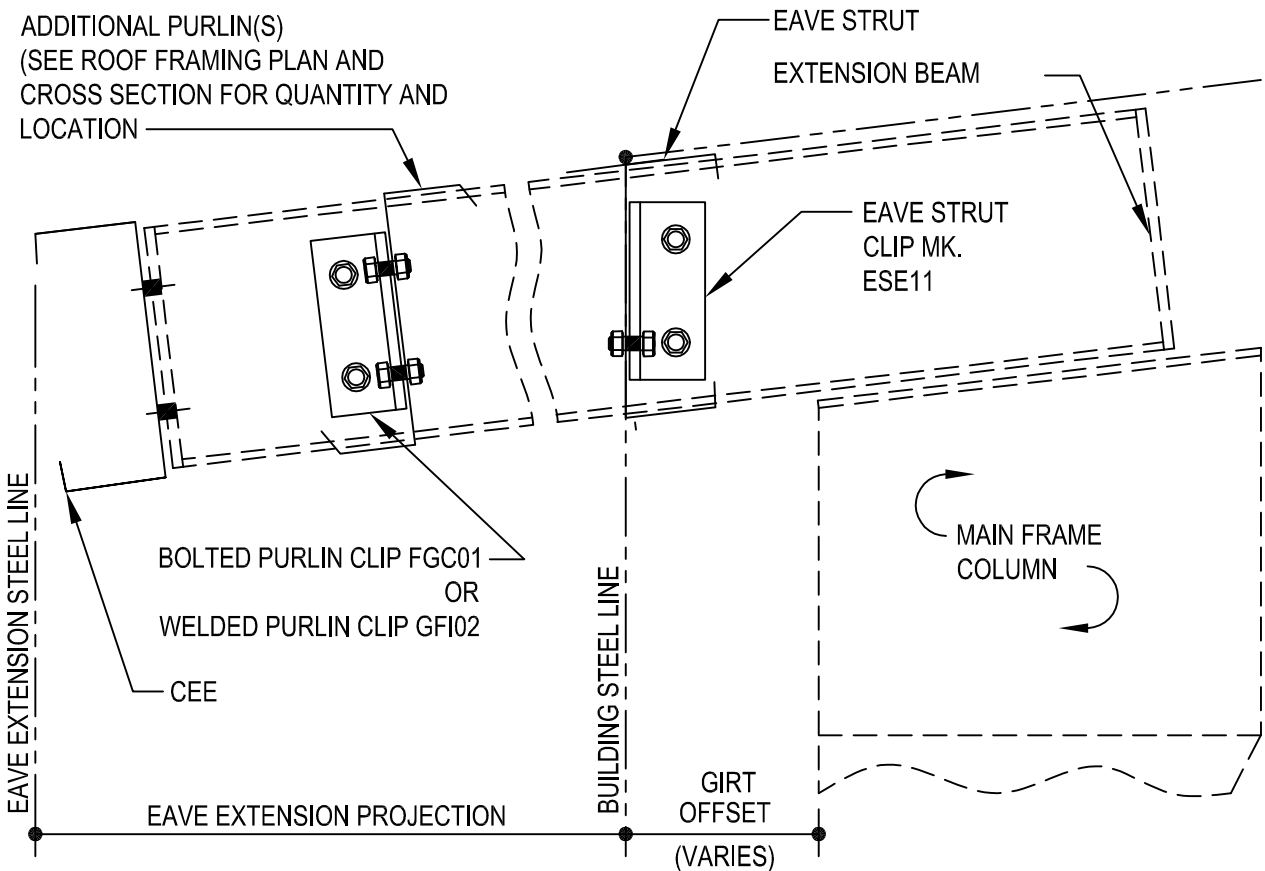 ADDITIONAL PURLIN(S)
(SEE ROOF FRAMING PLAN AND
CROSS SECTION FOR QUANTITY AND
LOCATION
EAVE STRUT
EXTENSION BEAM
EAVE STRUT
CLIP MK.
ESE11
BOLTED PURLIN CLIP FGC01
OR
WELDED PURLIN CLIP GFI02
CEE
MAIN FRAME
COLUMN
EAVE EXTENSION STEEL LINE
BUILDING STEEL LINE
EAVE EXTENSION PROJECTION
GIRT
OFFSET
(VARIES)